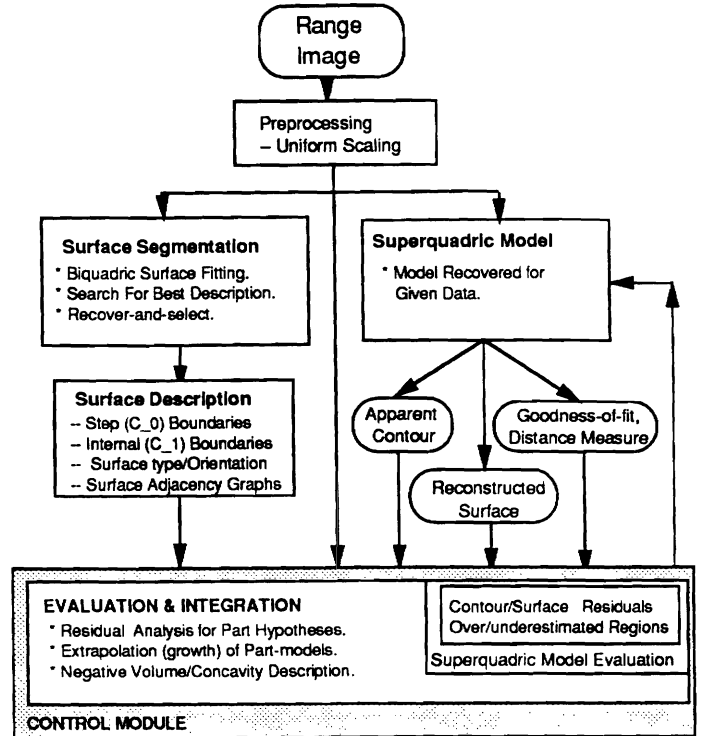 Range
Image
Preprocessing
– Uniform Scaling
Surface Segmentation
* Biquadric Surface Fitting.
* Search For Best Description.
* Recover-and-select.
Superquadric Model
* Model Recovered for
Given Data.
Surface Description
-- Step (C_0) Boundaries
-- Internal (C_1) Boundaries
-- Surface type/Orientation
-- Surface Adjacency Graphs
Apparent
Contour
Goodness-of-fit,
Distance Measure
Reconstructed
Surface
EVALUATION & INTEGRATION
* Residual Analysis for Part Hypotheses.
* Extrapolation (growth) of Part-models.
* Negative Volume/Concavity Description.
Contour/Surface Residuals
Over/underestimated Regions
Superquadric Model Evaluation
CONTROL MODULE